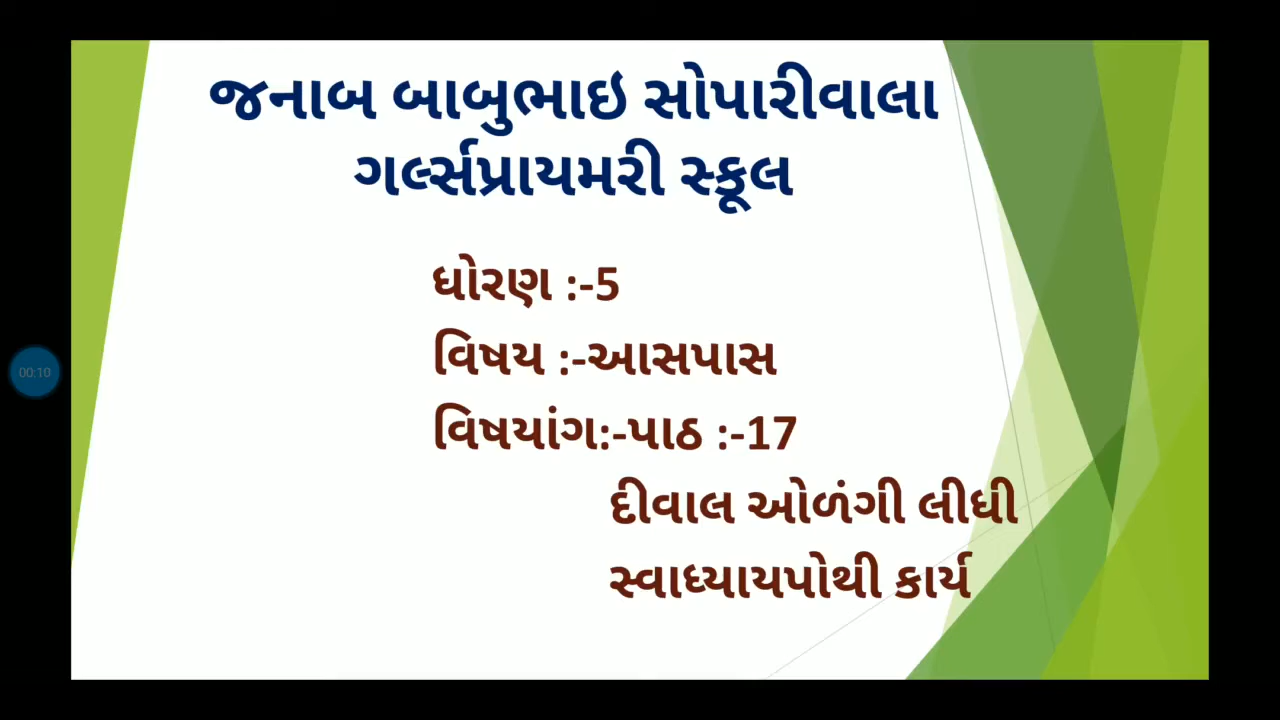 જનાબ બાબુભાઇ સોપારીવાલા
ગર્લ્સપ્રાયમરી સ્કૂલ
ધોરણ :-5
વિષય :-આસપાસ
વિષયાંગ:-પાઠ :-17
દીવાલ ઓળંગી લીધી
સ્વાધ્યાયપોથી કાર્ય
00:10